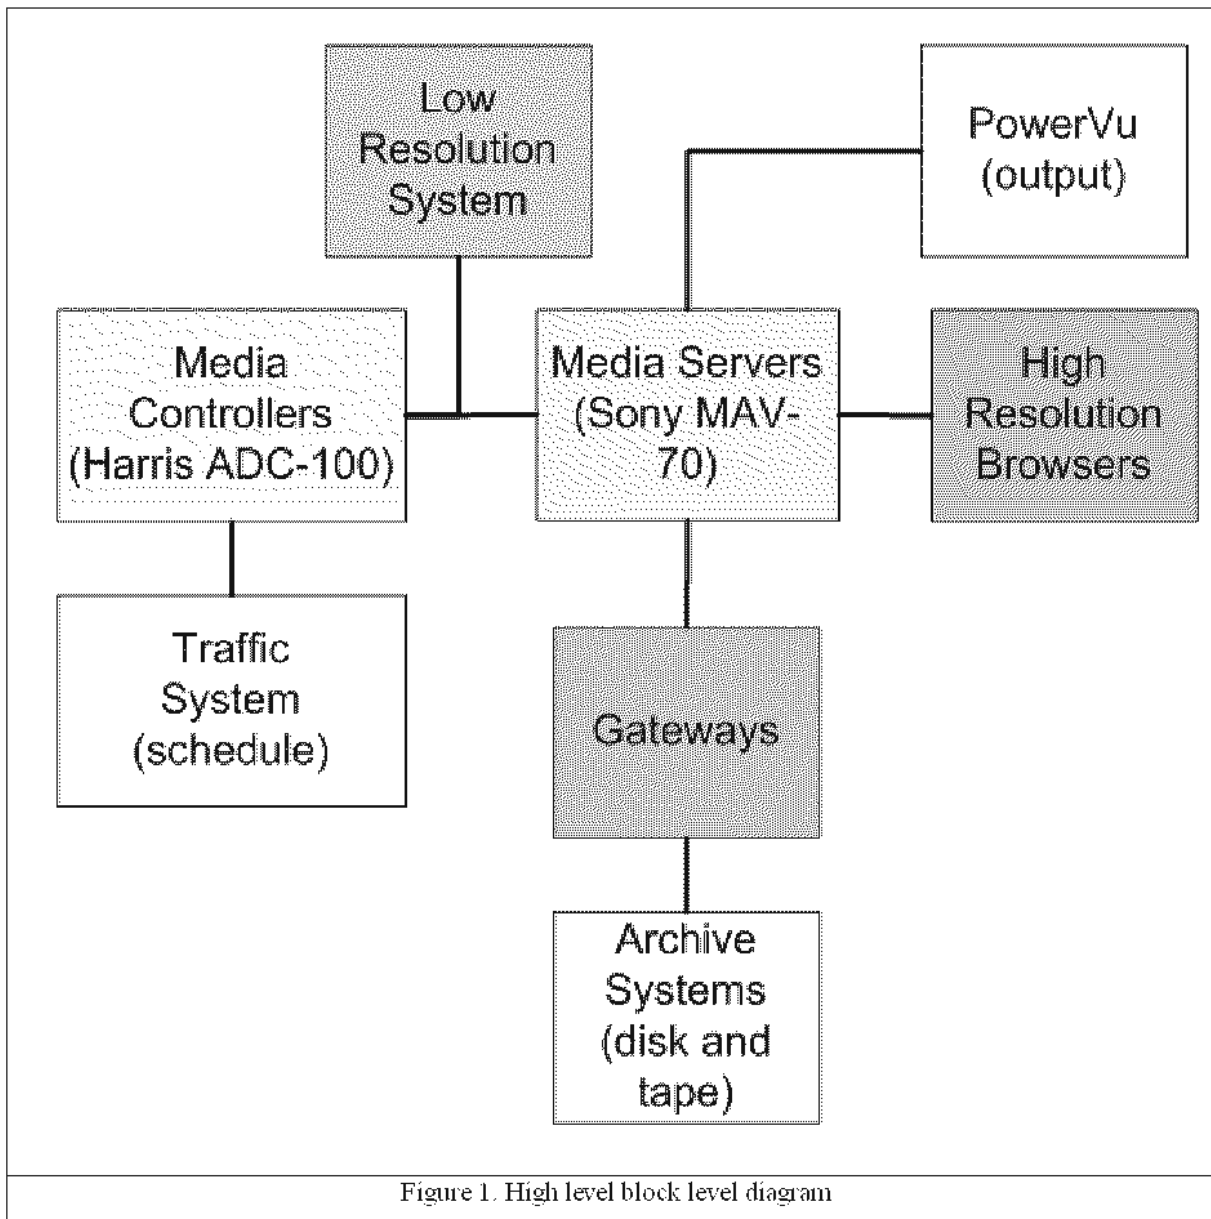 Low
Resolution
System
PowerVu
(output)
Media
Controllers
(Harris ADC-100)
Media Servers
(Sony MAV-
70)
High
Resolution
Browsers
Traffic
System
(schedule)
Gateways
Archive
Systems
(disk and
tape)
Figure 1. High level block level diagram